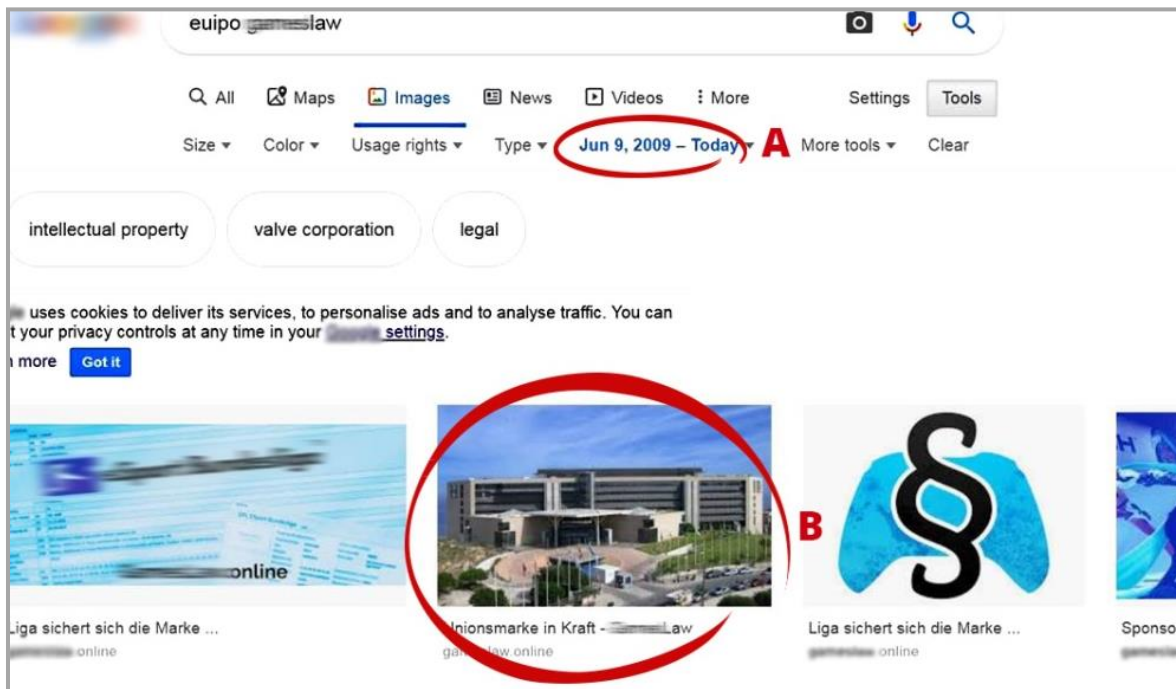 euipo law
All Maps Images News Videos More Settings Tools
Size Color Usage rights Type Jun 9, 2009 – Today A More tools Clear
intellectual property valve corporation legal
uses cookies to deliver its services, to personalise ads and to analyse traffic. You can
t your privacy controls at any time in your settings.
more Got it
online
B
§
Liga sichert sich die Marke ... Unionsmarke in Kraft - Law Liga sichert sich die Marke ... Sponso
online law.online online